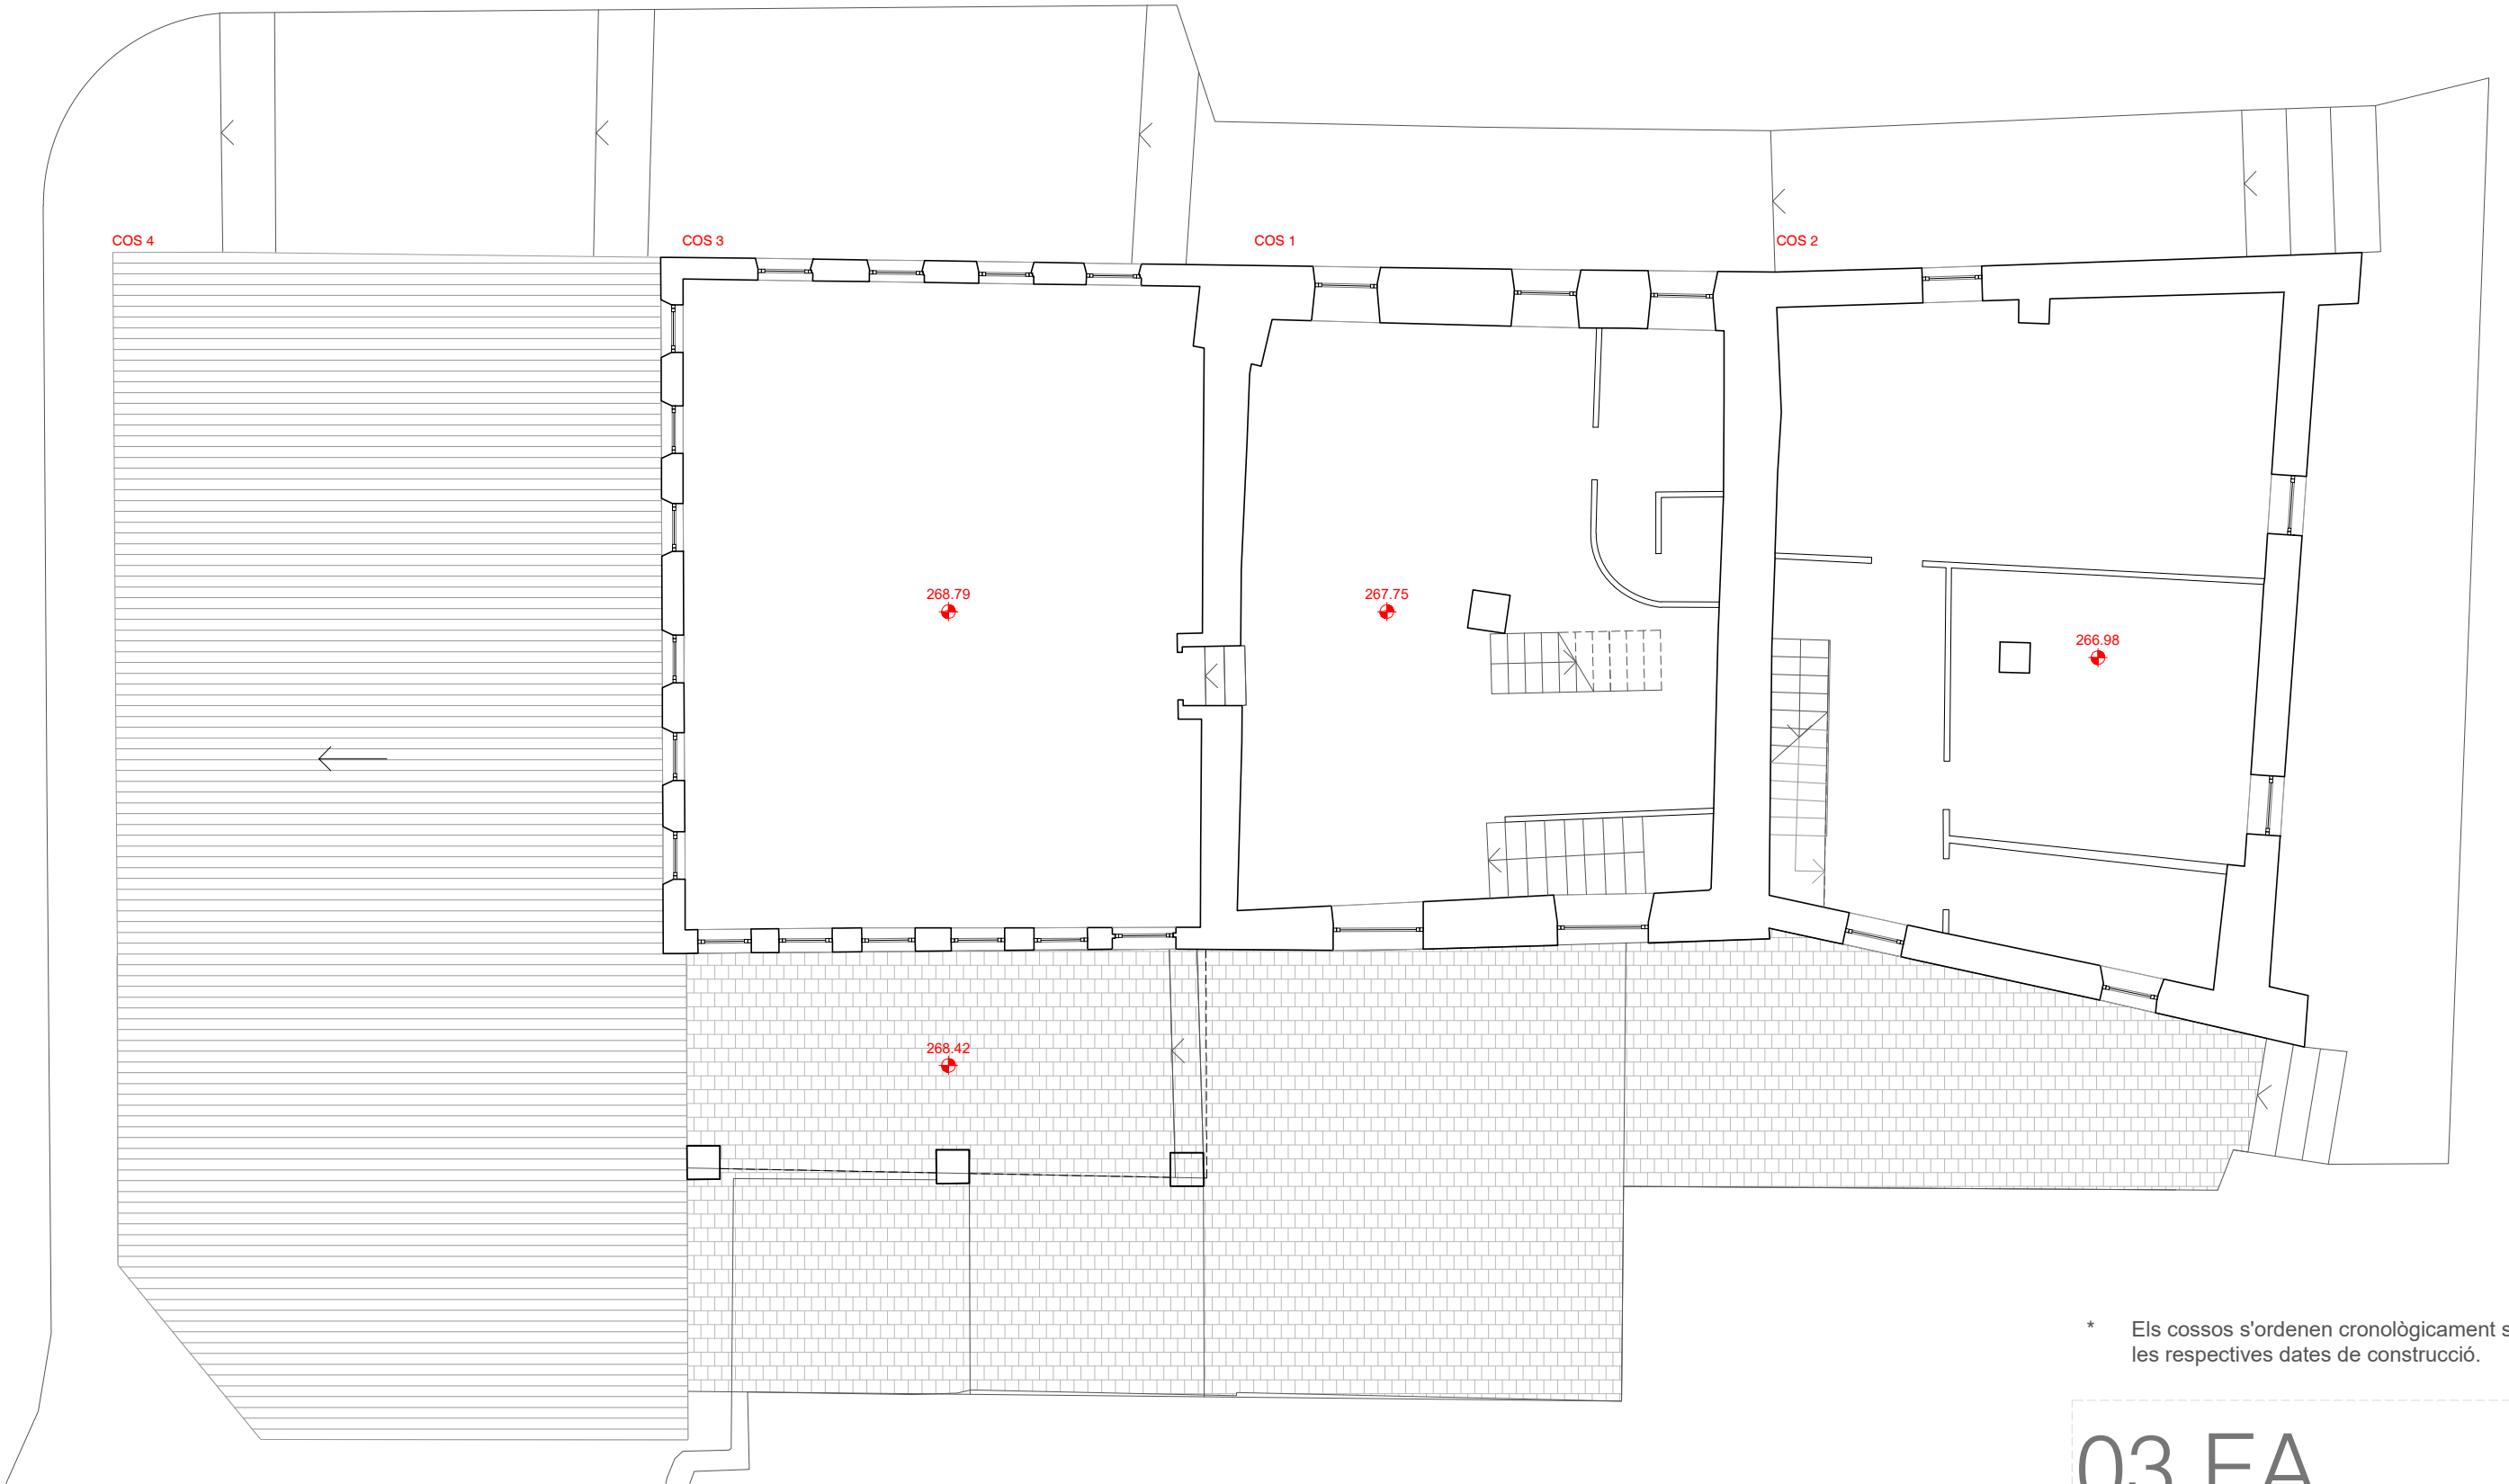 COS 4
COS 3
COS 1
COS 2
268.79
267.75
266.98
268.42
* Els cossos s'ordenen cronològicament
les respectives dates de construcció.
03 EA